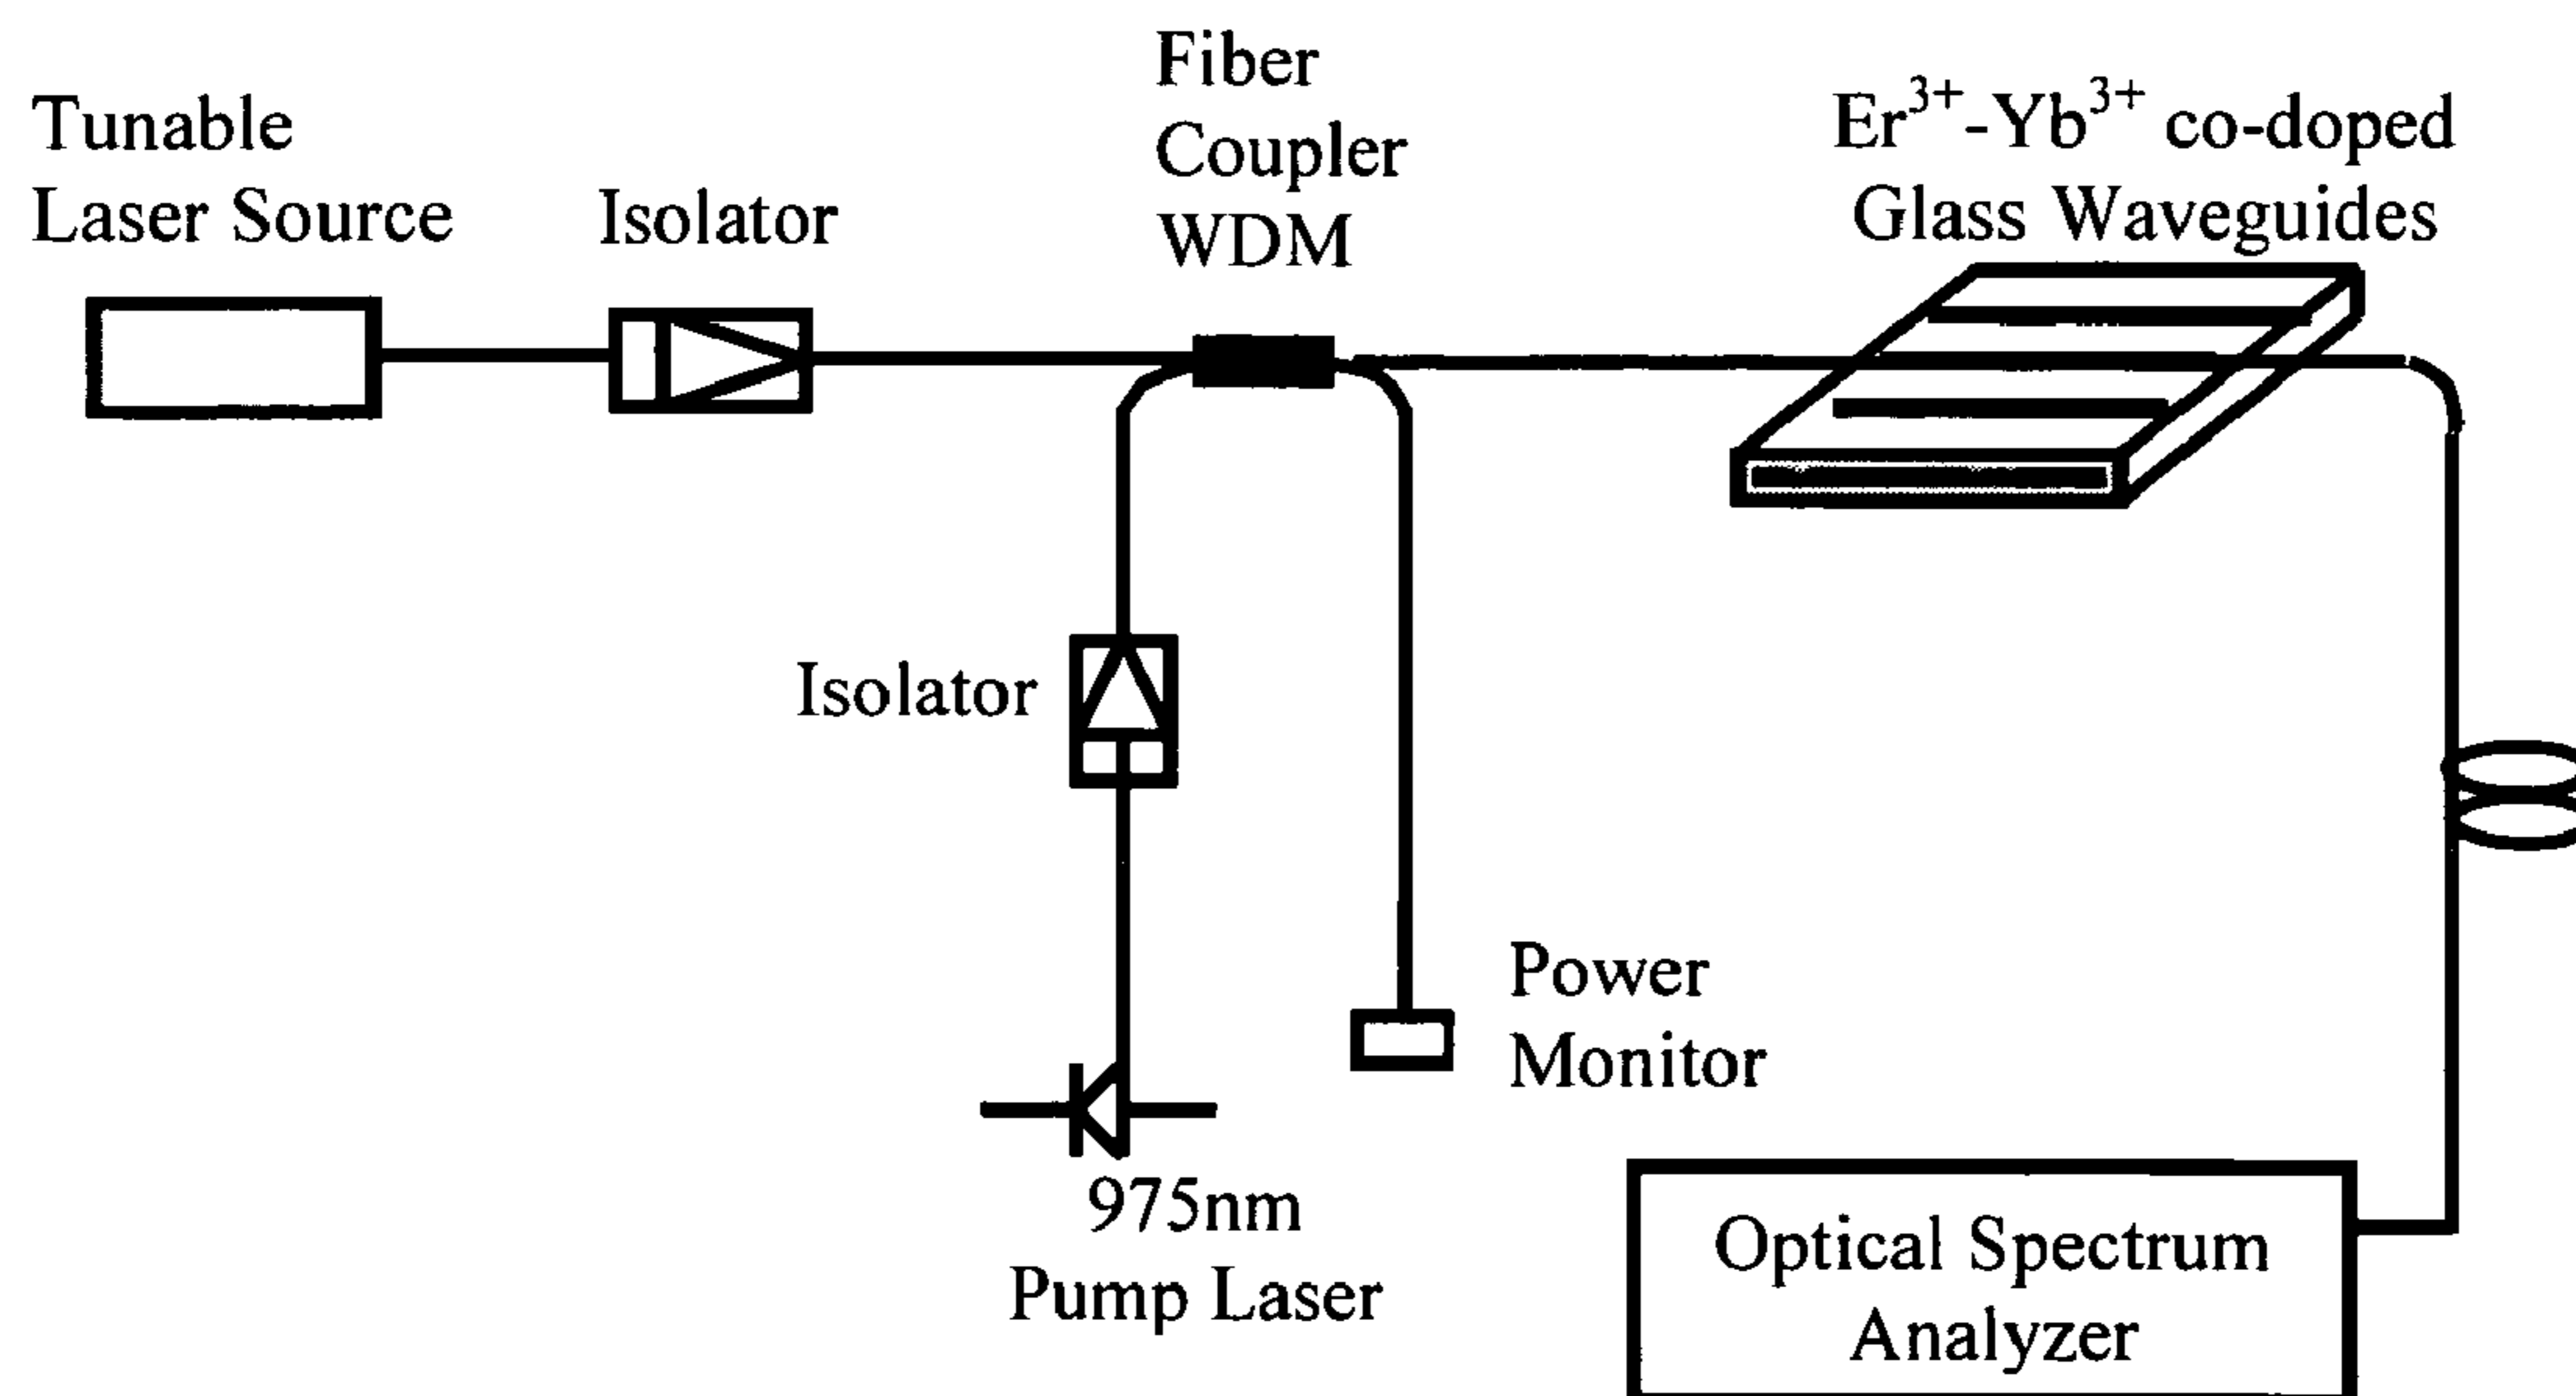 Tunable
Laser Source
Isolator
Fiber
Coupler
WDM
Er³⁺-Yb³⁺ co-doped
Glass Waveguides
Isolator
Power
Monitor
975nm
Pump Laser
Optical Spectrum
Analyzer